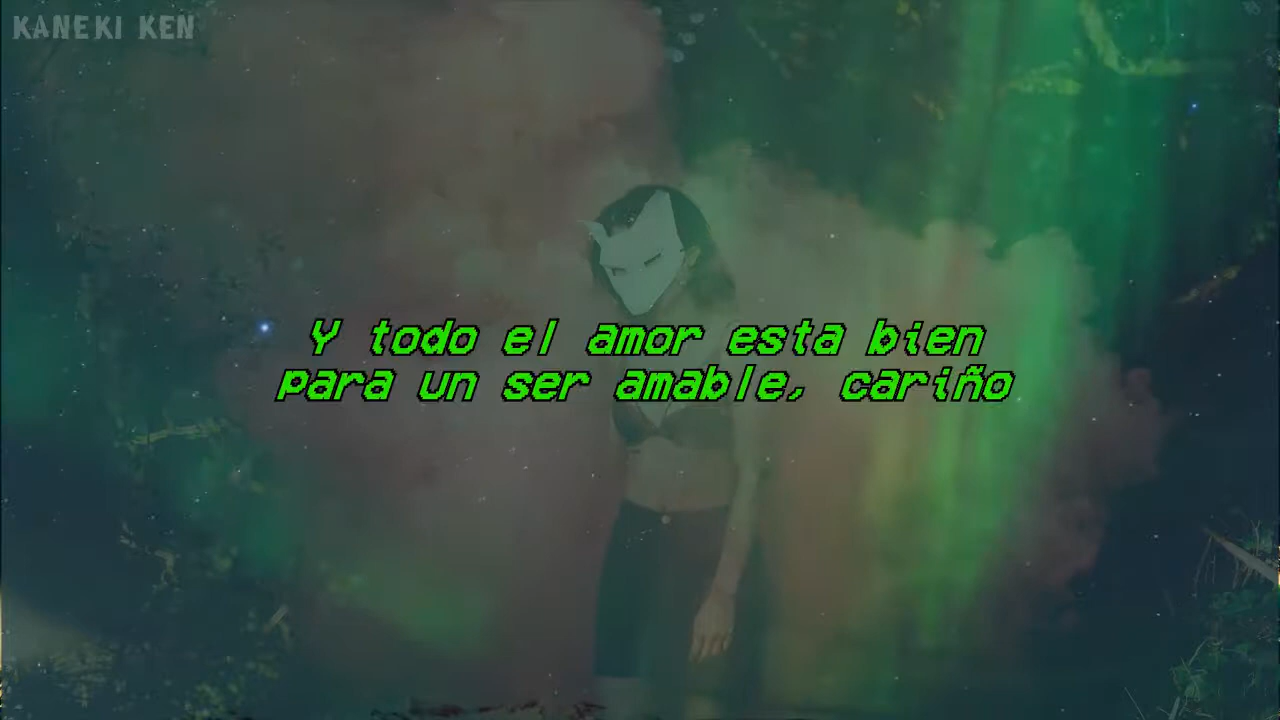 KANEKI KEN
Y todo el amor esta bien
para un ser amable, cariño